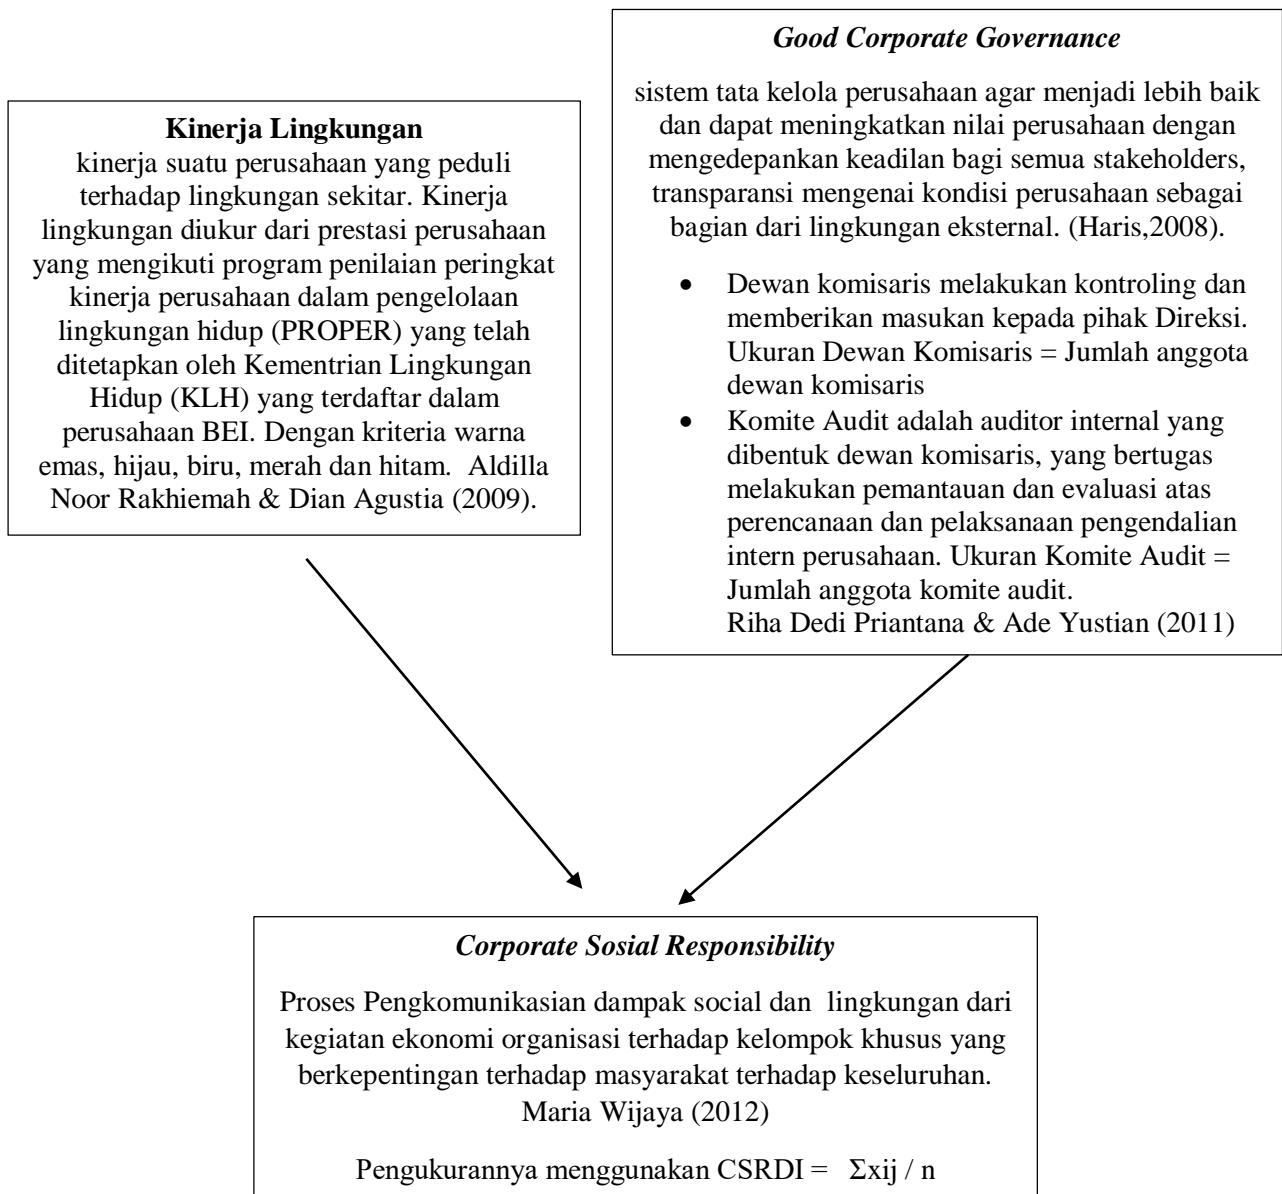 Kinerja Lingkungan
kinerja suatu perusahaan yang peduli
terhadap lingkungan sekitar. Kinerja
lingkungan diukur dari prestasi perusahaan
yang mengikuti program penilaian peringkat
kinerja perusahaan dalam pengelolaan
lingkungan hidup (PROPER) yang telah
ditetapkan oleh Kementrian Lingkungan
Hidup (KLH) yang terdaftar dalam
perusahaan BEI. Dengan kriteria warna
emas, hijau, biru, merah dan hitam. Aldilla
Noor Rakhiemah & Dian Agustia (2009).
Good Corporate Governance
sistem tata kelola perusahaan agar menjadi lebih baik
dan dapat meningkatkan nilai perusahaan dengan
mengedepankan keadilan bagi semua stakeholders,
transparansi mengenai kondisi perusahaan sebagai
bagian dari lingkungan eksternal. (Haris,2008).
• Dewan komisaris melakukan kontroling dan
memberikan masukan kepada pihak Direksi.
Ukuran Dewan Komisaris = Jumlah anggota
dewan komisaris
• Komite Audit adalah auditor internal yang
dibentuk dewan komisaris, yang bertugas
melakukan pemantauan dan evaluasi atas
perencanaan dan pelaksanaan pengendalian
intern perusahaan. Ukuran Komite Audit =
Jumlah anggota komite audit.
Riha Dedi Priantana & Ade Yustian (2011)
Corporate Sosial Responsibility
Proses Pengkomunikasian dampak social dan lingkungan dari
kegiatan ekonomi organisasi terhadap kelompok khusus yang
berkepentingan terhadap masyarakat terhadap keseluruhan.
Maria Wijaya (2012)
Pengukurannya menggunakan CSRDI = Σxij / n